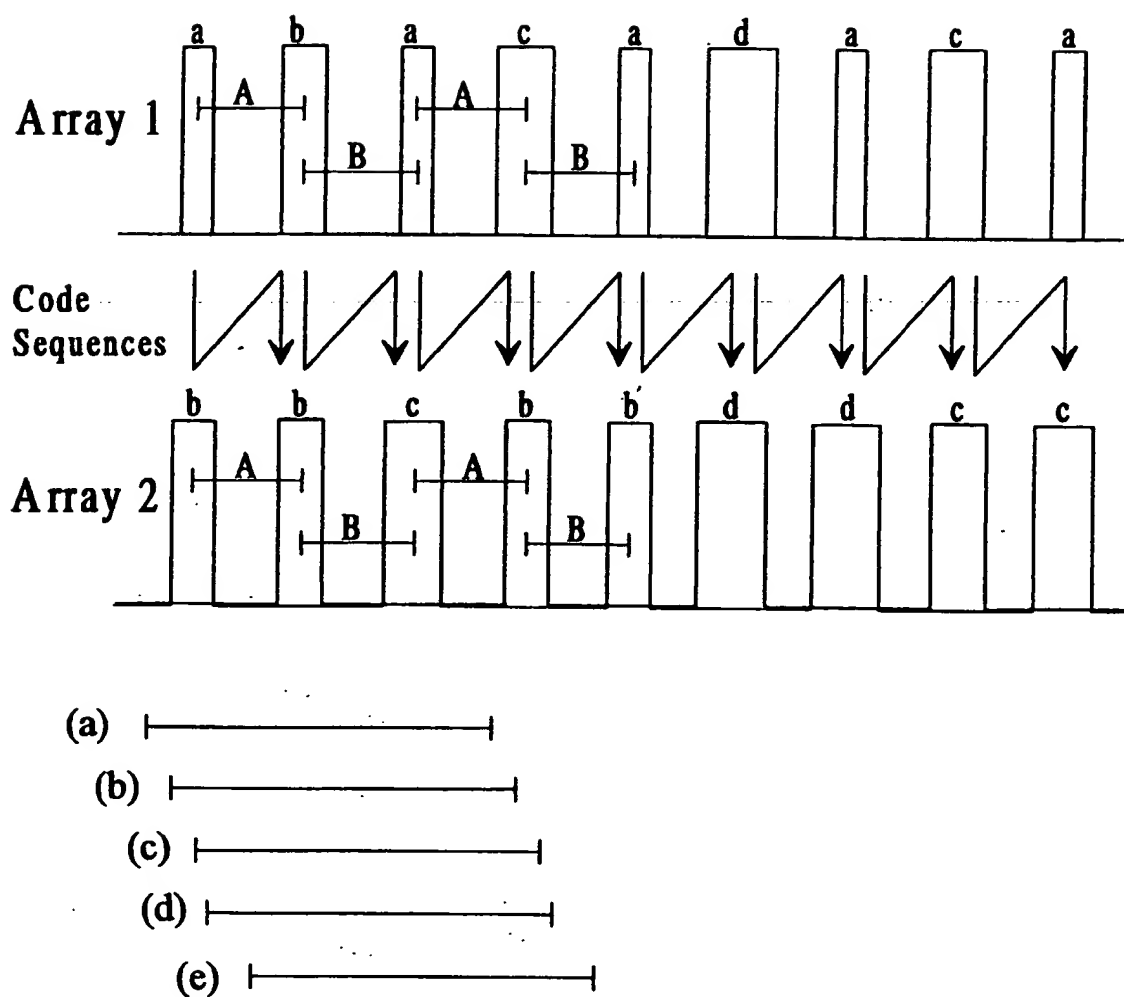 a b a c a d a c a
A A
Array 1
B B
Code
Sequences
b b c b b' d d c c
A A
Array 2
B B
(a)
(b)
(c)
(d)
(e)